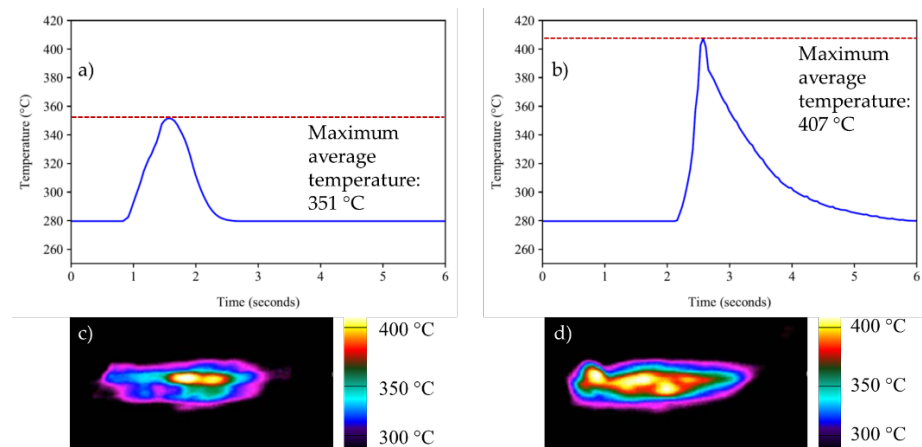 420
400
380
360
340
320
300
280
260
Temperature (°C)
a)
Maximum
average
temperature:
351 °C
0 1 2 3 4 5 6
Time (seconds)
420
400
380
360
340
320
300
280
260
Temperature (°C)
b)
Maximum
average
temperature:
407 °C
0 1 2 3 4 5 6
Time (seconds)
c)
400 °C
350 °C
300 °C
d)
400 °C
350 °C
300 °C